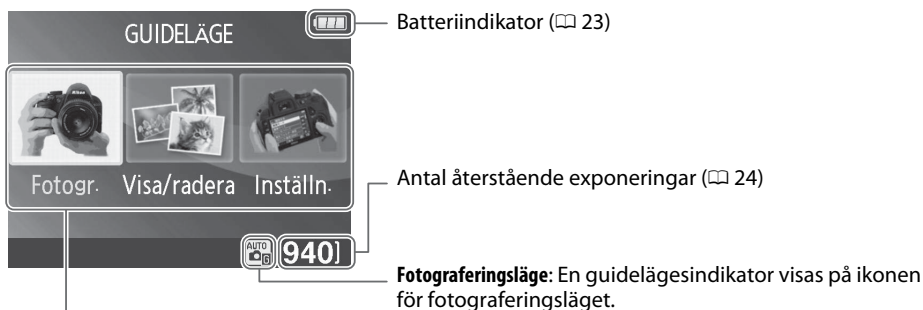 GUIDELÄGE
Batteriindikator (23)
Fotogr. Visa/radera Inställn.
Antal återstående exponeringar (24)
AUTO
940]
Fotograferingsläge: En guidelägesindikator visas på ikonen
för fotograferingsläget.